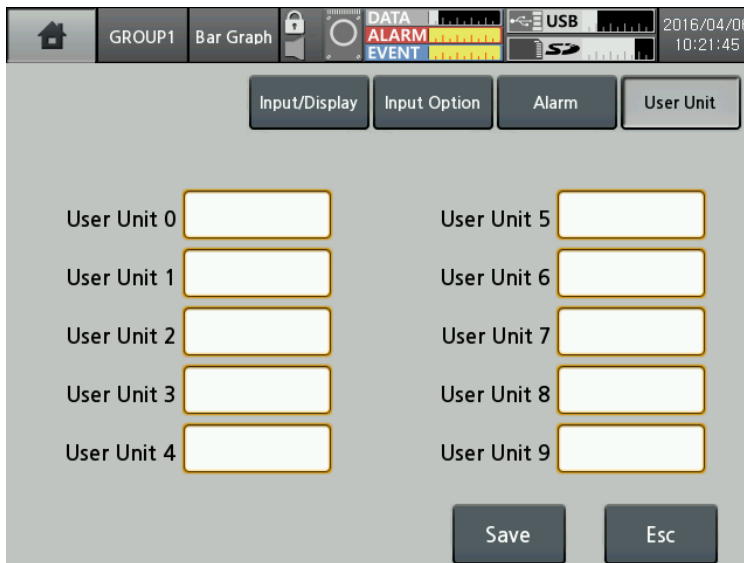 GROUP1 Bar Graph DATA ALARM EVENT USB SD 2016/04/06 10:21:45
Input/Display Input Option Alarm User Unit
User Unit 0 User Unit 5
User Unit 1 User Unit 6
User Unit 2 User Unit 7
User Unit 3 User Unit 8
User Unit 4 User Unit 9
Save Esc